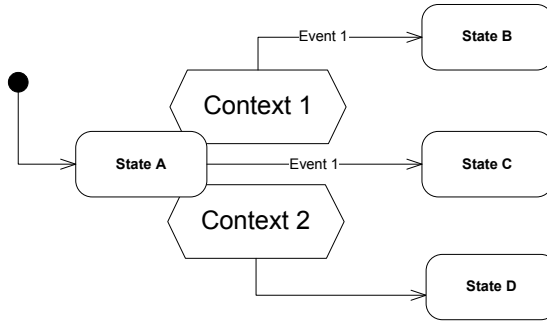 Event 1
State B
Context 1
State A
Event 1
State C
Context 2
State D